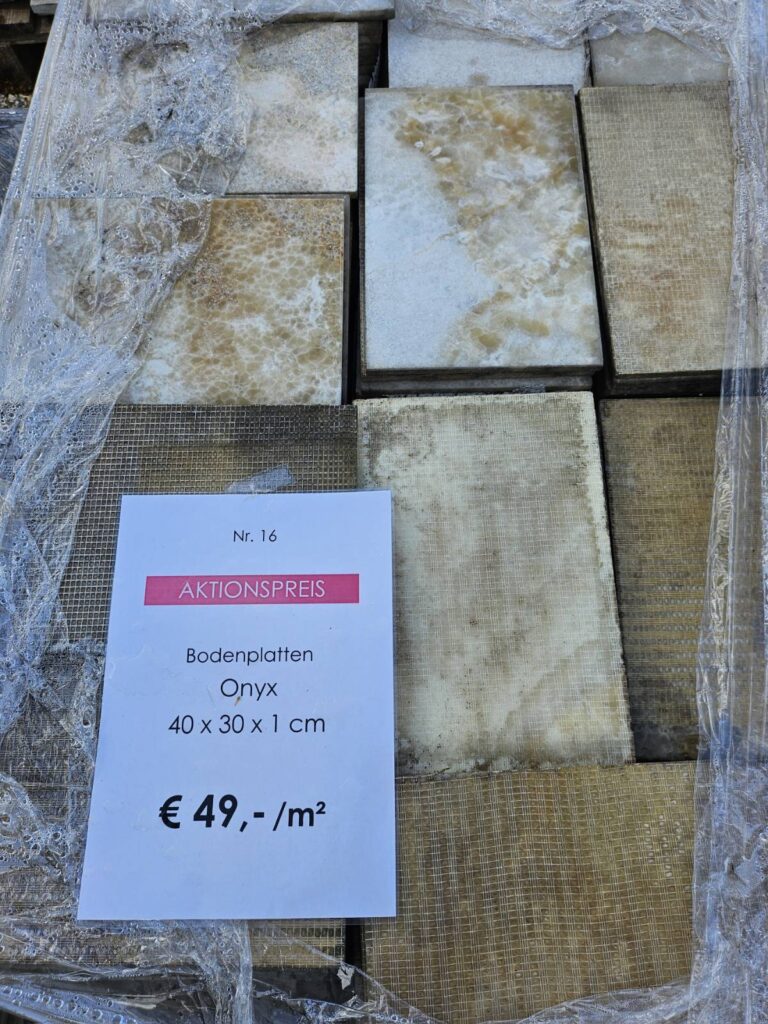 Nr. 16
AKTIONSPREIS
Bodenplatten
Onyx
40 x 30 x 1 cm
€ 49,- /m²